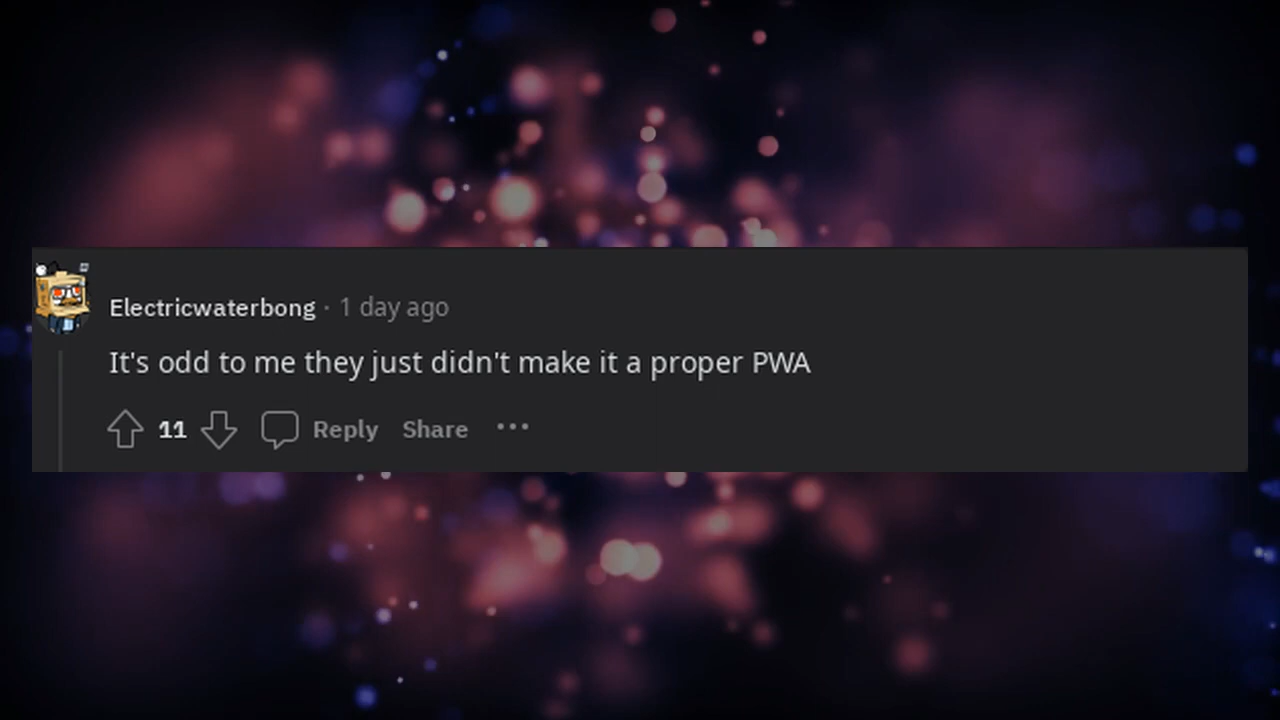 Electricwaterbong · 1 day ago
It's odd to me they just didn't make it a proper PWA
11 Reply Share ···